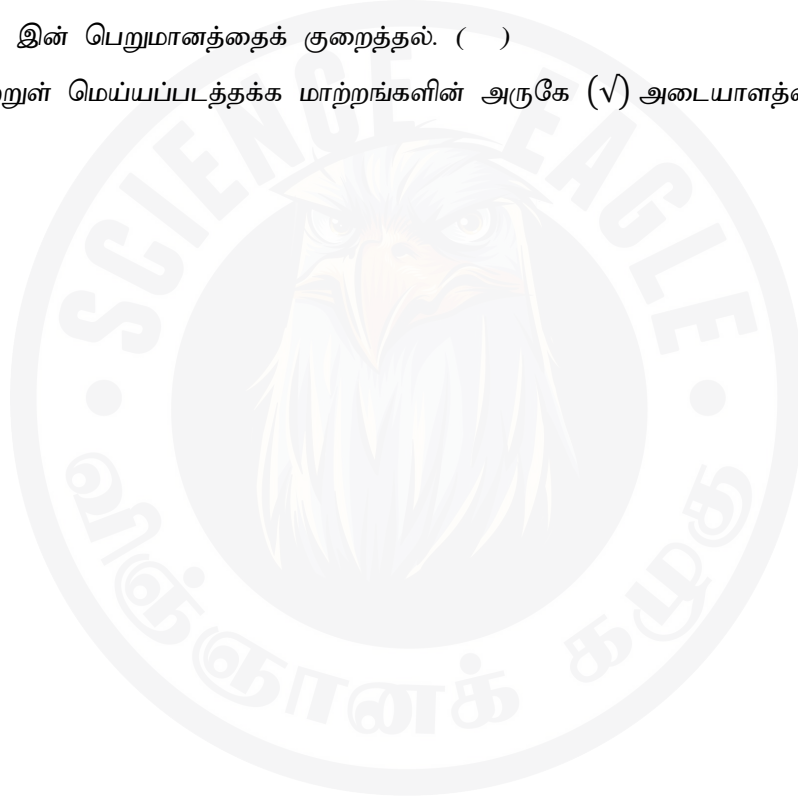 இன் பெறுமானத்தைக் குறைத்தல். ( )
றுள் மெய்யப்படத்தக்க மாற்றங்களின் அருகே (√) அடையாளத்
SCIENCE EAGLE
விஞ்ஞானக் கழுகு